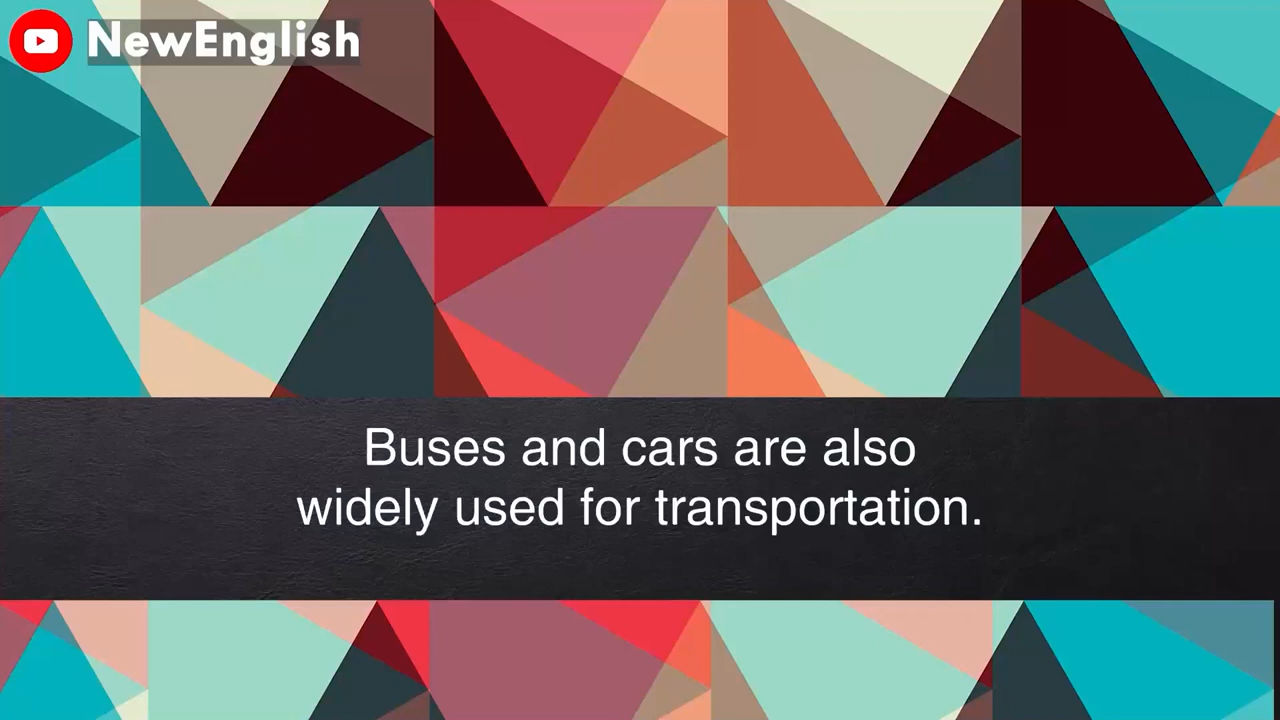 NewEnglish
Buses and cars are also
widely used for transportation.